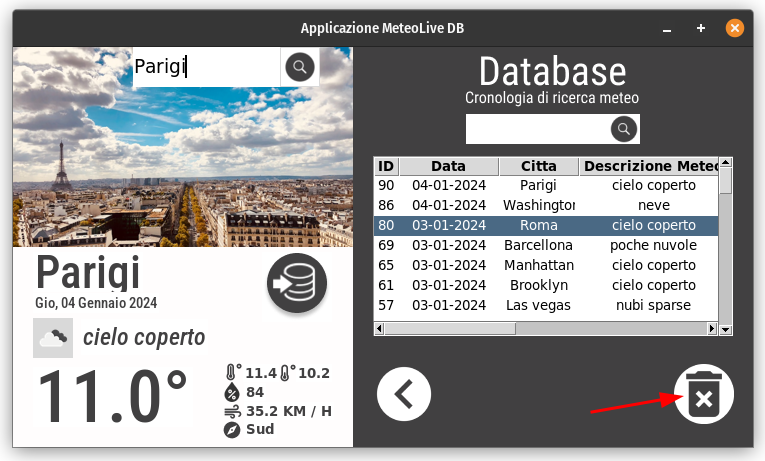 Applicazione MeteoLive DB
Parigi
Parigi
Gio, 04 Gennaio 2024
cielo coperto
11.0°
11.4 10.2
84
35.2 KM / H
Sud
Database
Cronologia di ricerca meteo
ID Data Citta Descrizione Meteo
90 04-01-2024 Parigi cielo coperto
86 04-01-2024 Washington neve
80 03-01-2024 Roma cielo coperto
69 03-01-2024 Barcellona poche nuvole
65 03-01-2024 Manhattan cielo coperto
61 03-01-2024 Brooklyn cielo coperto
57 03-01-2024 Las vegas nubi sparse